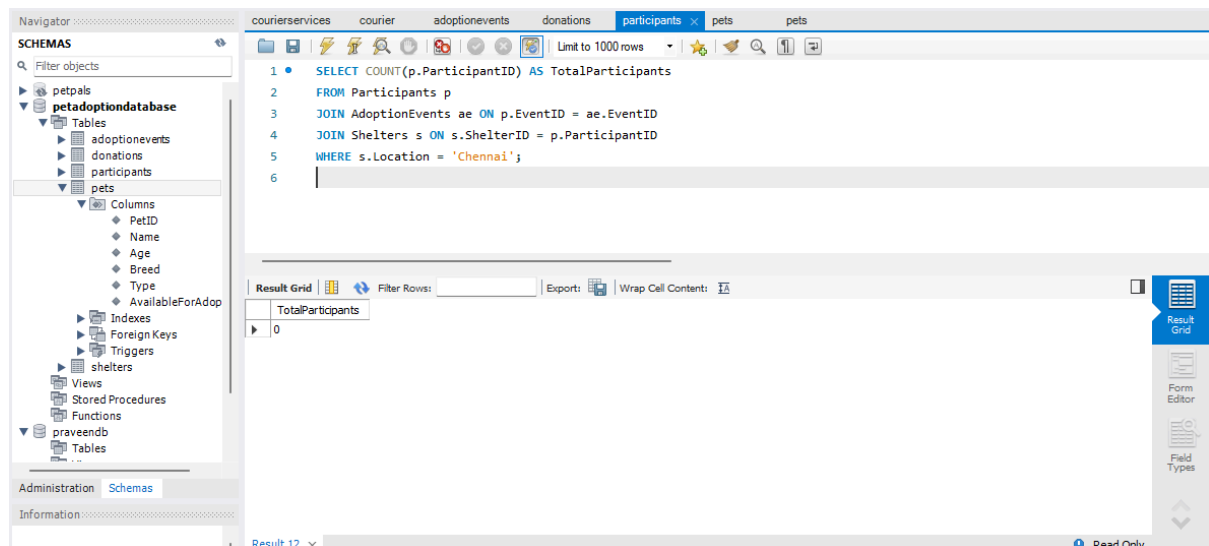 Navigator
SCHEMAS
Filter objects
petpals
petadoptiondatabase
Tables
adoptionevents
donations
participants
pets
Columns
PetID
Name
Age
Breed
Type
AvailableForAdop
Indexes
Foreign Keys
Triggers
shelters
Views
Stored Procedures
Functions
praveendb
Tables
Administration Schemas
Information
courierservices courier adoptionevents donations participants pets pets
Limit to 1000 rows
1 SELECT COUNT(p.ParticipantID) AS TotalParticipants
2 FROM Participants p
3 JOIN AdoptionEvents ae ON p.EventID = ae.EventID
4 JOIN Shelters s ON s.ShelterID = p.ParticipantID
5 WHERE s.Location = 'Chennai';
6
Result Grid Filter Rows: Export: Wrap Cell Content:
TotalParticipants
0
Result
Grid
Form
Editor
Field
Types
Result 12
Read Only